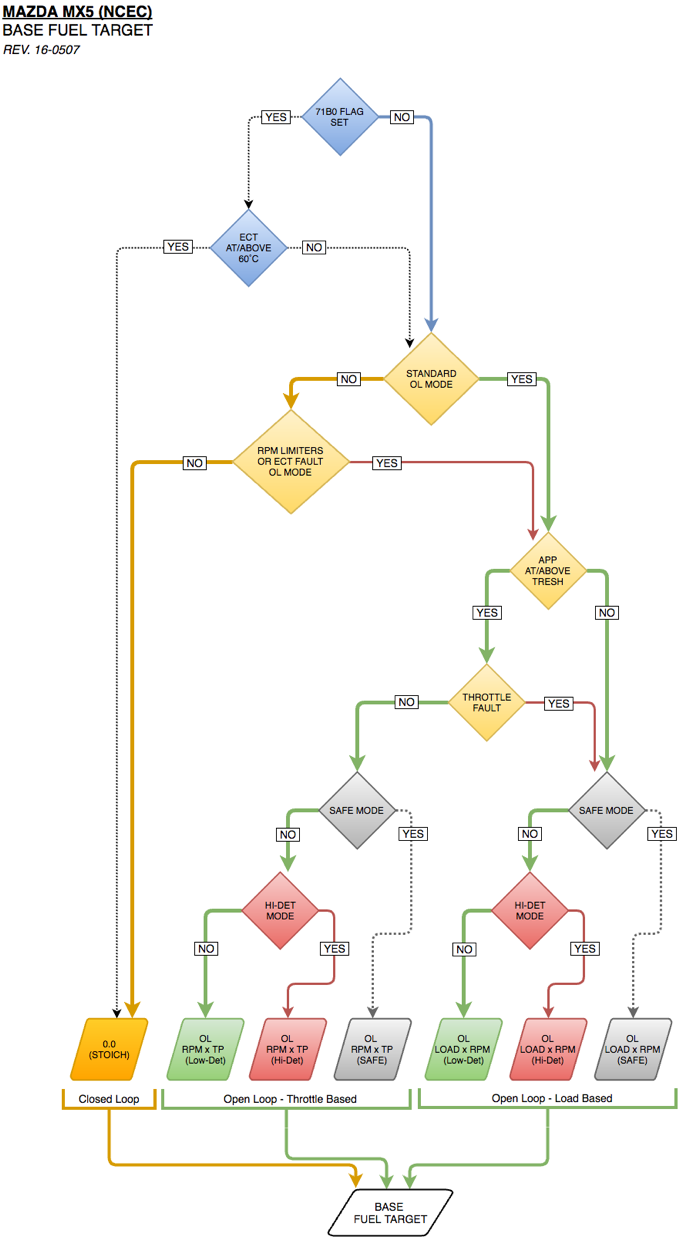 MAZDA MX5 (NCEC)
BASE FUEL TARGET
REV. 16-0507
71B0 FLAG
SET
YES
NO
ECT
AT/ABOVE
60°C
YES
NO
STANDARD
OL MODE
NO
YES
RPM LIMITERS
OR ECT FAULT
OL MODE
NO
YES
APP
AT/ABOVE
TRESH
YES
NO
THROTTLE
FAULT
NO
YES
SAFE MODE
SAFE MODE
NO
YES
NO
YES
HI-DET
MODE
HI-DET
MODE
NO
YES
NO
YES
0.0
(STOICH)
OL
RPM x TP
(Low-Det)
OL
RPM x TP
(Hi-Det)
OL
RPM x TP
(SAFE)
OL
LOAD x RPM
(Low-Det)
OL
LOAD x RPM
(Hi-Det)
OL
LOAD x RPM
(SAFE)
Closed Loop
Open Loop - Throttle Based
Open Loop - Load Based
BASE
FUEL TARGET